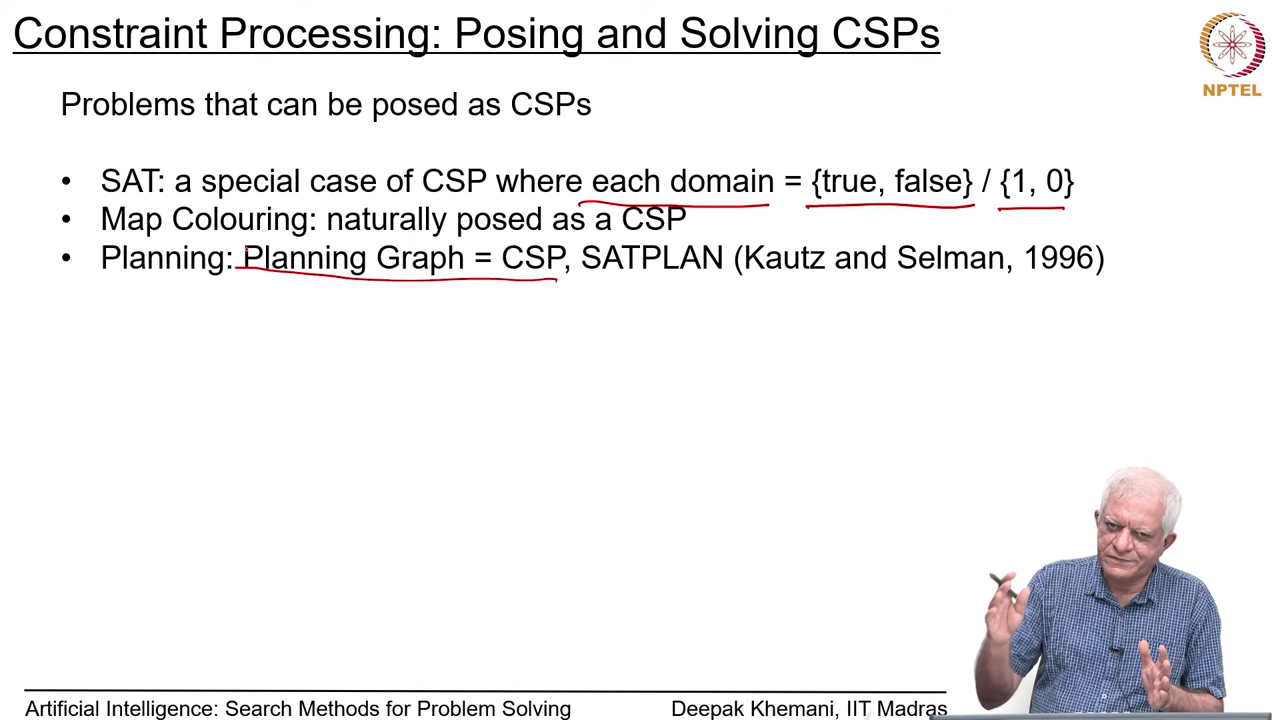 Constraint Processing: Posing and Solving CSPs
NPTEL
Problems that can be posed as CSPs
• SAT: a special case of CSP where each domain = {true, false} / {1, 0}
• Map Colouring: naturally posed as a CSP
• Planning: Planning Graph = CSP, SATPLAN (Kautz and Selman, 1996)
Artificial Intelligence: Search Methods for Problem Solving
Deepak Khemani, IIT Madras